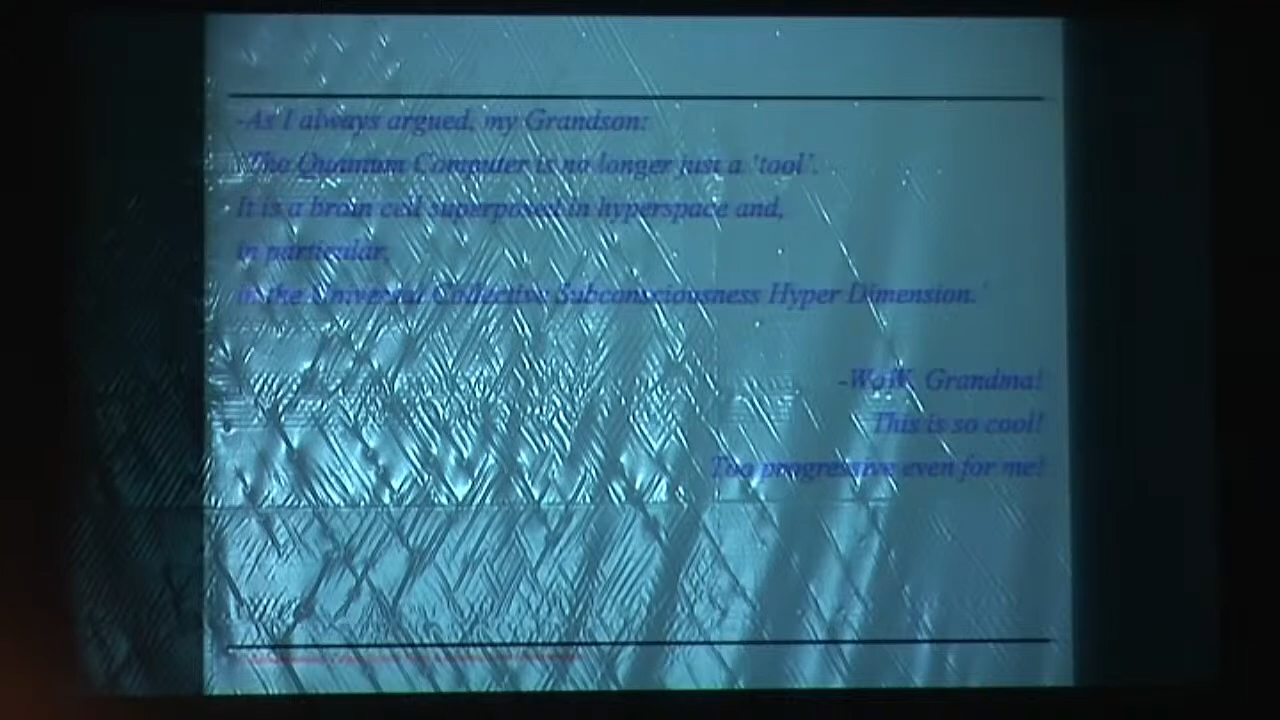 -As I always argued, my Grandson:
'The Quantum Computer is no longer just a 'tool'.
It is a brain cell superposed in hyperspace and,
in particular,
in the Universal Collective Subconsciousness Hyper Dimension.'
-WoW, Grandma!
This is so cool!
Too progressive even for me!